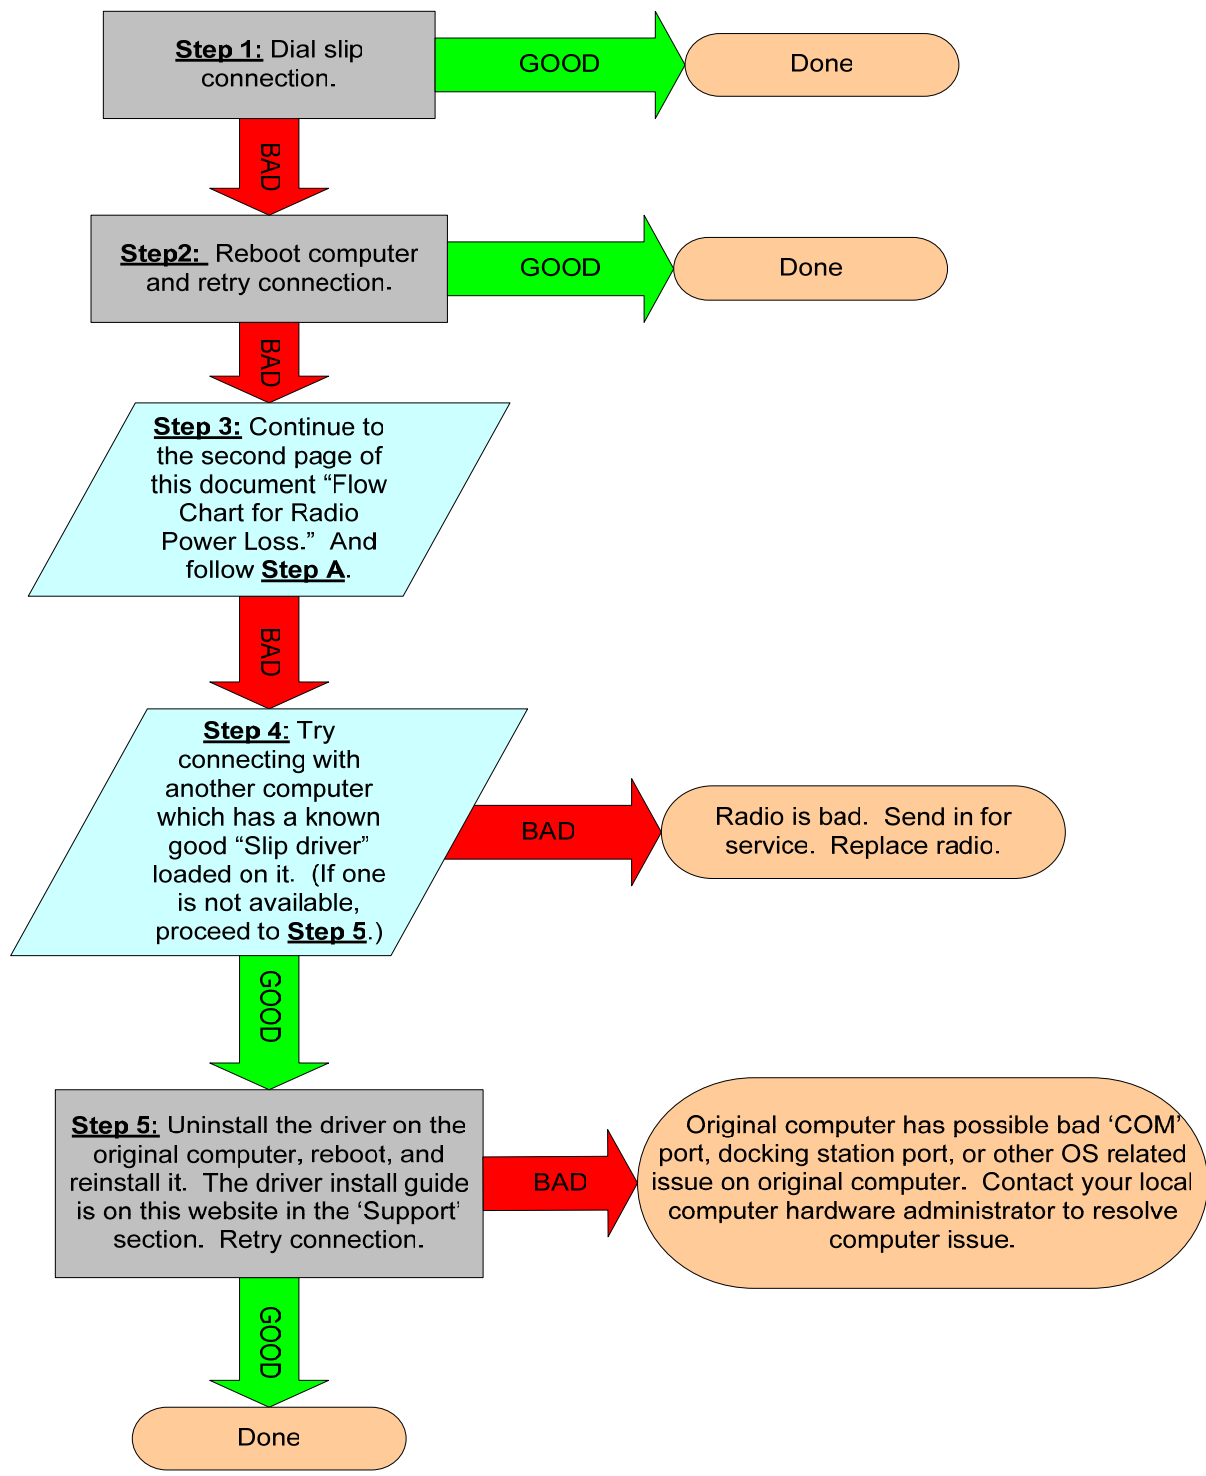 Step 1: Dial slip
connection.
GOOD
Done
BAD
Step2:  Reboot computer
and retry connection.
GOOD
Done
BAD
Step 3: Continue to
the second page of
this document “Flow
Chart for Radio
Power Loss.”  And
follow Step A.
BAD
Step 4: Try
connecting with
another computer
which has a known
good “Slip driver”
loaded on it.  (If one
is not available,
proceed to Step 5.)
BAD
Radio is bad.  Send in for
service.  Replace radio.
GOOD
Step 5: Uninstall the driver on the
original computer, reboot, and
reinstall it.  The driver install guide
is on this website in the ‘Support’
section.  Retry connection.
BAD
Original computer has possible bad ‘COM’
port, docking station port, or other OS related
issue on original computer.  Contact your local
computer hardware administrator to resolve
computer issue.
GOOD
Done